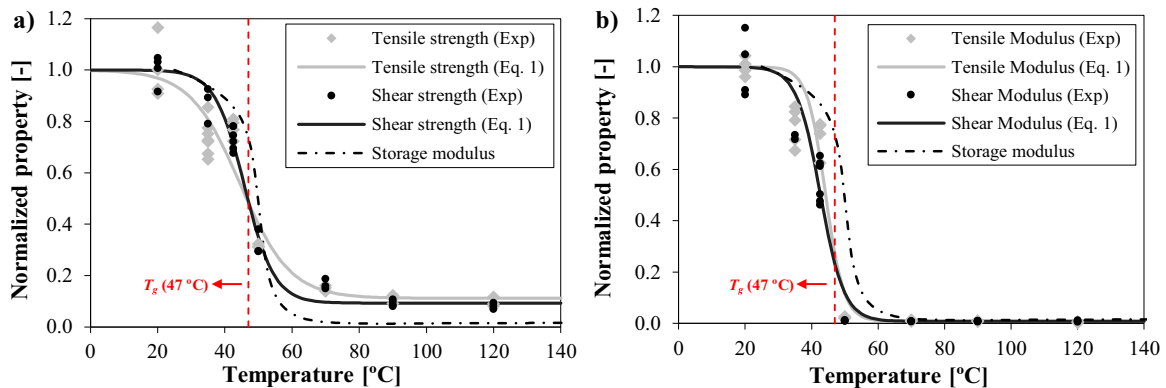 a)
Normalized property [-]
1.2
1.0
0.8
0.6
0.4
0.2
0.0
Tensile strength (Exp)
Tensile strength (Eq. 1)
Shear strength (Exp)
Shear strength (Eq. 1)
Storage modulus
Tg (47 ºC)
0 20 40 60 80 100 120 140
Temperature [ºC]
b)
Normalized property [-]
1.2
1.0
0.8
0.6
0.4
0.2
0.0
Tensile Modulus (Exp)
Tensile Modulus (Eq. 1)
Shear Modulus (Exp)
Shear Modulus (Eq. 1)
Storage modulus
Tg (47 ºC)
0 20 40 60 80 100 120 140
Temperature [ºC]